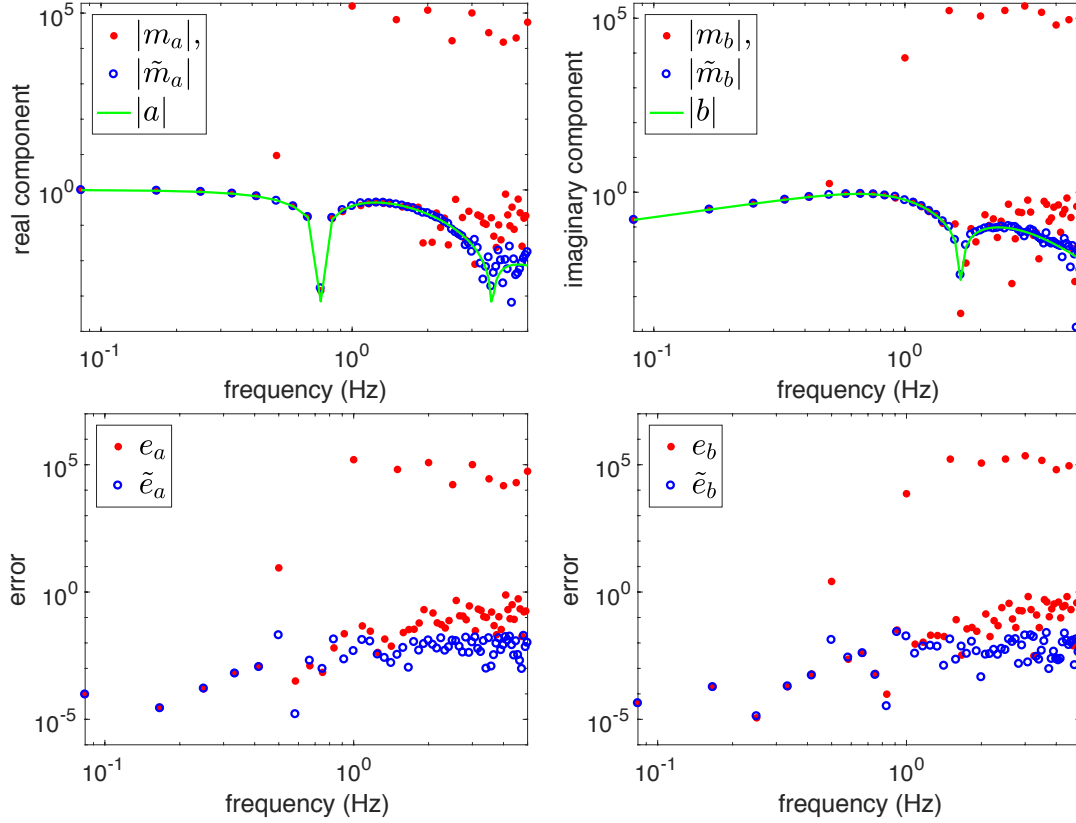 10^5
10^0
real component
|m_a|,
|m̃_a|
|a|
10^-1
10^0
frequency (Hz)
10^5
10^0
imaginary component
|m_b|,
|m̃_b|
|b|
10^-1
10^0
frequency (Hz)
10^5
10^0
10^-5
error
e_a
ẽ_a
10^-1
10^0
frequency (Hz)
10^5
10^0
10^-5
error
e_b
ẽ_b
10^-1
10^0
frequency (Hz)